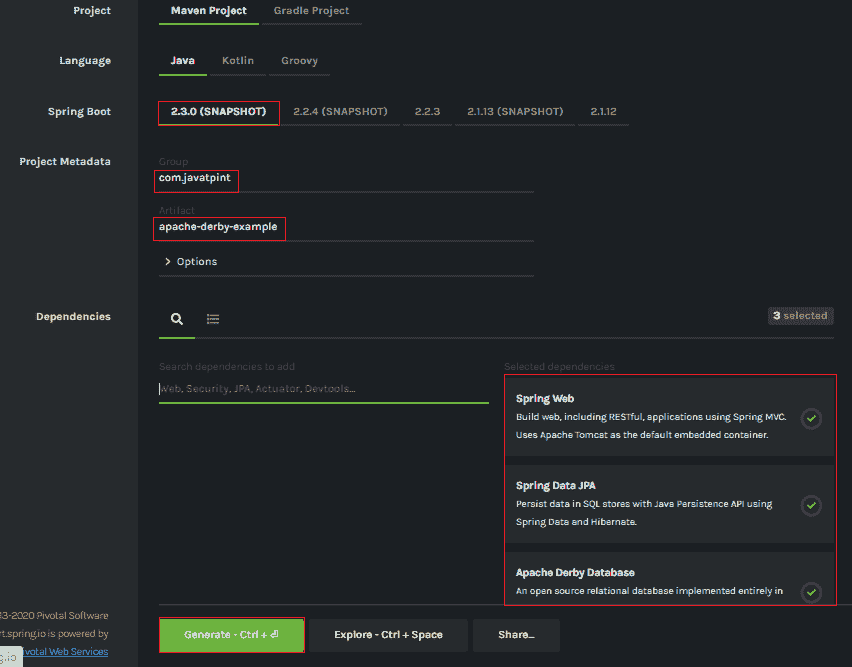 Project
Maven Project Gradle Project
Language
Java Kotlin Groovy
Spring Boot
2.3.0 (SNAPSHOT) 2.2.4 (SNAPSHOT) 2.2.3 2.1.13 (SNAPSHOT) 2.1.12
Project Metadata
Group
com.javatpint
Artifact
apache-derby-example
Options
Dependencies
3 selected
Search dependencies to add
Web, Security, JPA, Actuator, Devtools...
Selected dependencies
Spring Web
Build web, including RESTful, applications using Spring MVC.
Uses Apache Tomcat as the default embedded container.
Spring Data JPA
Persist data in SQL stores with Java Persistence API using
Spring Data and Hibernate.
Apache Derby Database
An open source relational database implemented entirely in
3-2020 Pivotal Software
rt.spring.io is powered by
ivotal Web Services
g.io
Generate - Ctrl + ⏎
Explore - Ctrl + Space
Share...